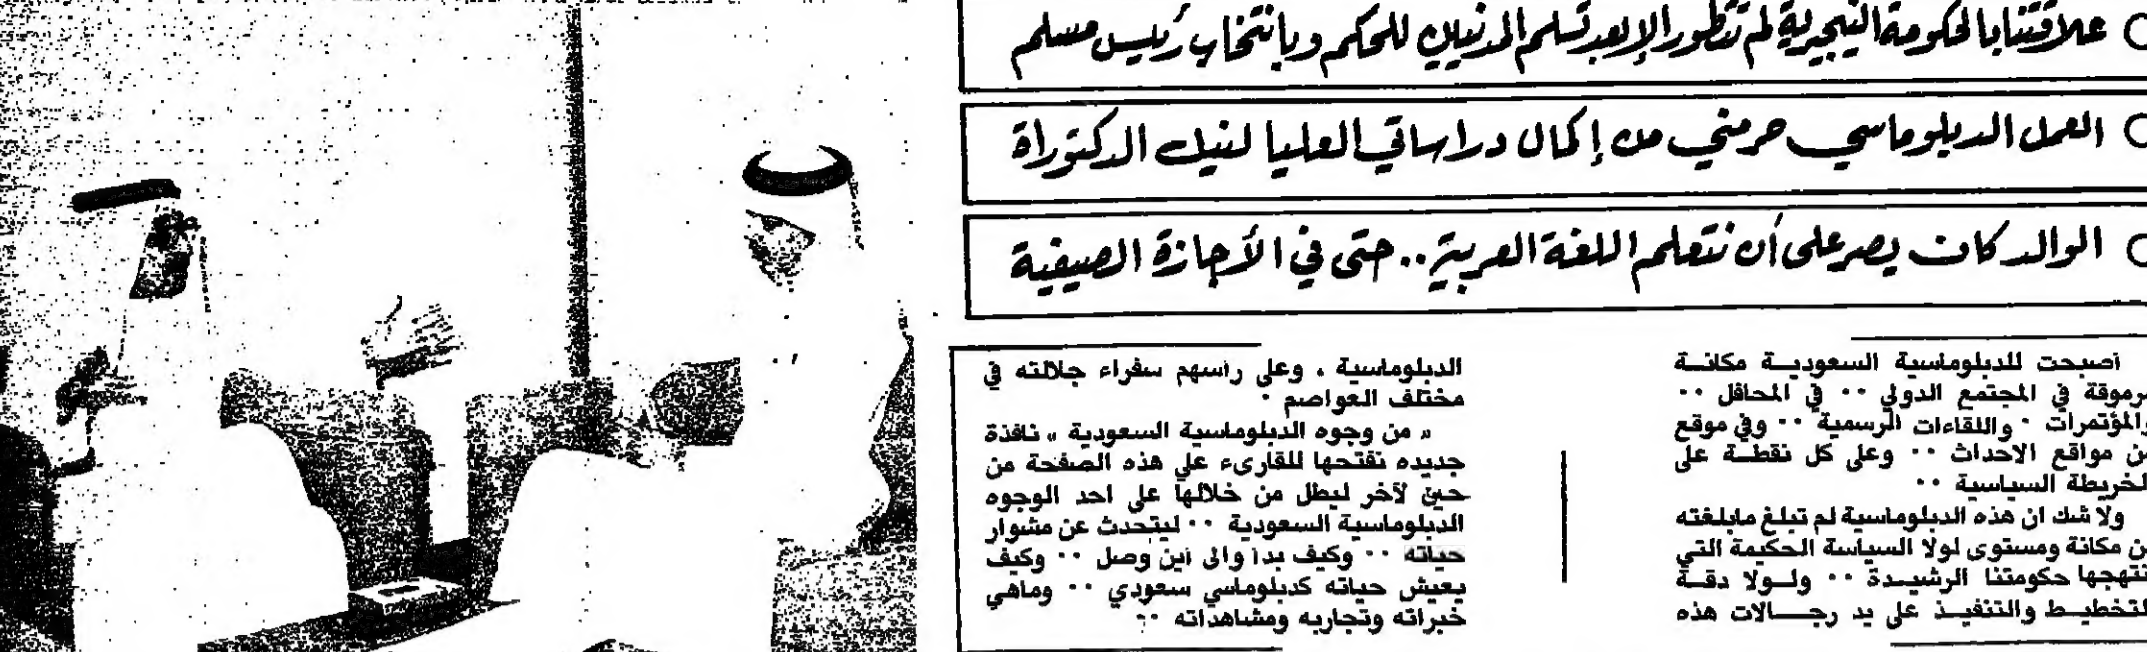 علاقتنا بالحكومة النيجيرية لم تتطور إلا بعد تسلم المدنيين للحكم وبانتخاب رئيس مسلم
العمل الدبلوماسي حرمني من إكمال دراساتي العليا لنيل الدكتوراة
الوالد كان يصر على أن نتعلم اللغة العربية .. حتى في الأجازة الصيفية
أصبحت للدبلوماسية السعودية مكانة
مرموقة في المجتمع الدولي .. في المحافل ..
والمؤتمرات . واللقاءات الرسمية .. وفي موقع
من مواقع الاحداث .. وعلى كل نقطة على
الخريطة السياسية ..
ولا شك ان هذه الدبلوماسية لم تبلغ مابلغته
من مكانة ومستوى لولا السياسة الحكيمة التي
تنتهجها حكومتنا الرشيدة .. ولولا دقة
التخطيط والتنفيذ على يد رجالات هذه
الدبلوماسية ، وعلى رأسهم سفراء جلالته في
مختلف العواصم .
« من وجوه الدبلوماسية السعودية » نافذة
جديده نفتحها للقارىء علي هذه الصفحة من
حين لآخر ليطل من خلالها على احد الوجوه
الدبلوماسية السعودية .. ليتحدث عن مشوار
حياته .. وكيف بدأ والى أين وصل .. وكيف
يعيش حياته كدبلوماسي سعودي .. وماهي
خبراته وتجاربه ومشاهداته ..